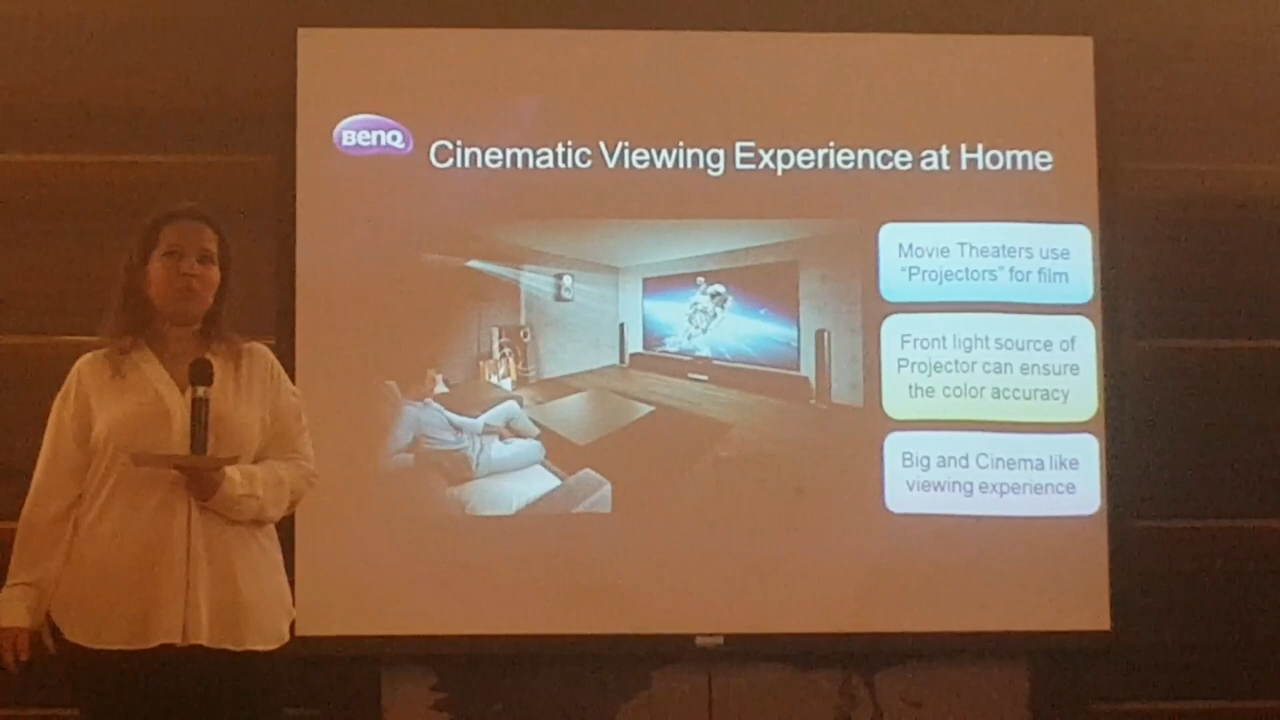 BenQ
Cinematic Viewing Experience at Home
Movie Theaters use
“Projectors” for film
Front light source of
Projector can ensure
the color accuracy
Big and Cinema like
viewing experience